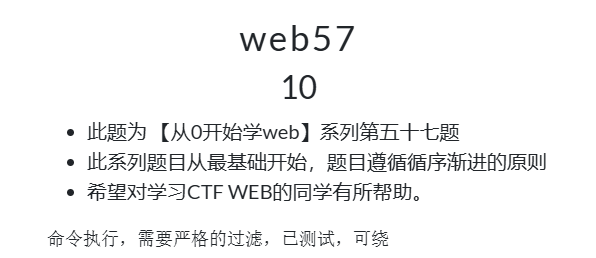 web57
10
此题为 【从0开始学web】系列第五十七题
此系列题目从最基础开始，题目遵循循序渐进的原则
希望对学习CTF WEB的同学有所帮助。
命令执行，需要严格的过滤，已测试，可绕